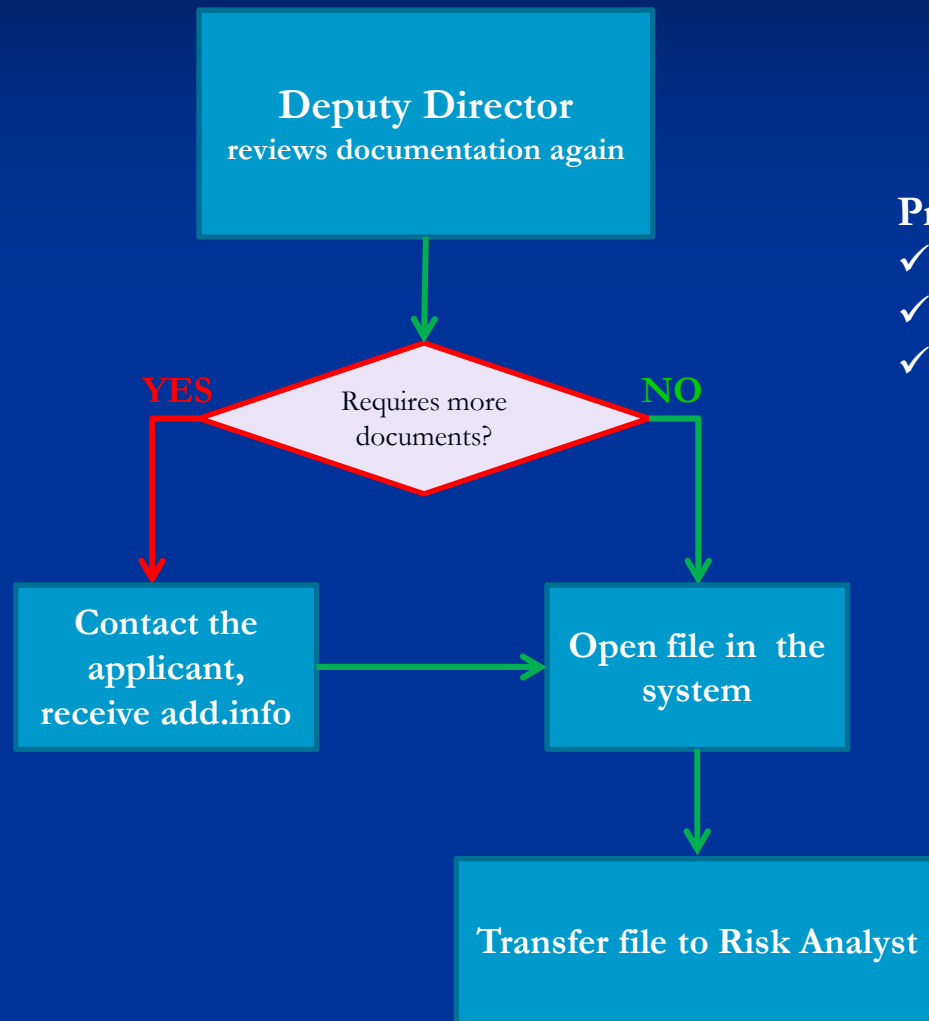 Deputy Director
reviews documentation again
YES
Requires more
documents?
NO
Contact the
applicant,
receive add.info
Open file in the
system
Transfer file to Risk Analyst